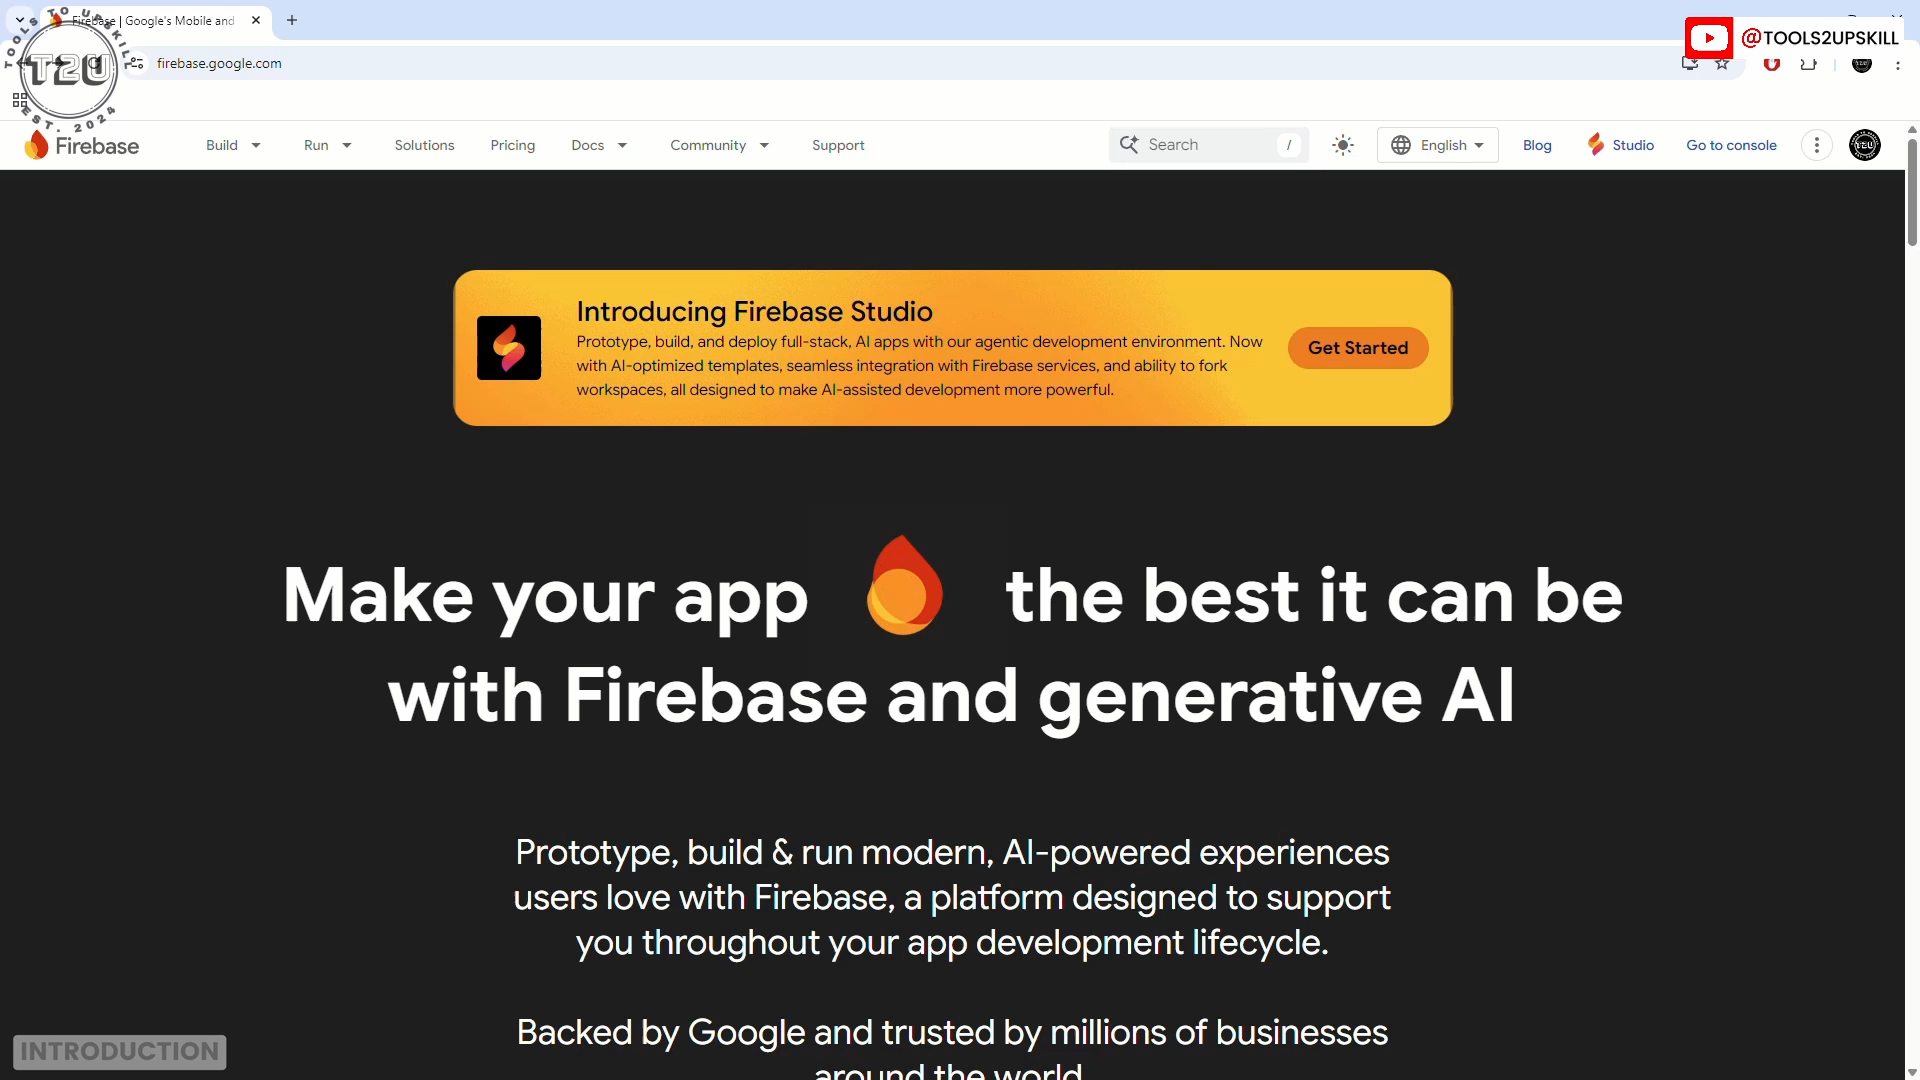 Firebase | Google's Mobile and
TOOLS TO UPSKILL
T2U
EST. 2024
@TOOLS2UPSKILL
firebase.google.com
Firebase
Build
Run
Solutions
Pricing
Docs
Community
Support
Search
/
English
Blog
Studio
Go to console
Introducing Firebase Studio
Prototype, build, and deploy full-stack, AI apps with our agentic development environment. Now
with AI-optimized templates, seamless integration with Firebase services, and ability to fork
workspaces, all designed to make AI-assisted development more powerful.
Get Started
Make your app the best it can be
with Firebase and generative AI
Prototype, build & run modern, AI-powered experiences
users love with Firebase, a platform designed to support
you throughout your app development lifecycle.
Backed by Google and trusted by millions of businesses
around the world
INTRODUCTION